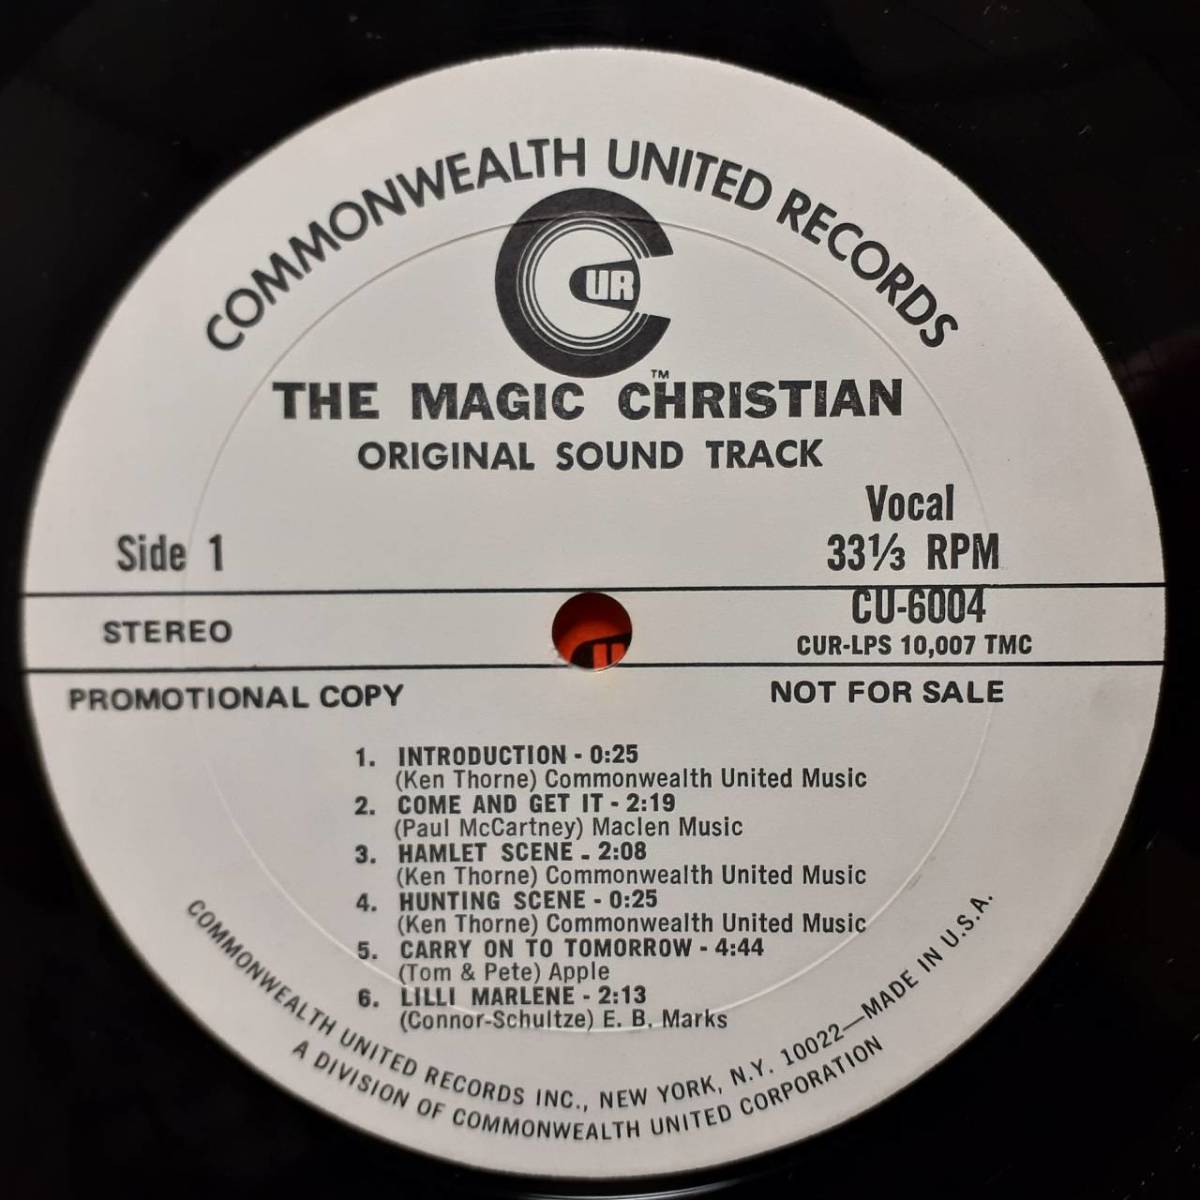 COMMONWEALTH UNITED RECORDS
UR
TM
THE MAGIC CHRISTIAN
ORIGINAL SOUND TRACK
Vocal
Side 1
33⅓ RPM
CU-6004
STEREO
CUR-LPS 10,007 TMC
PROMOTIONAL COPY
NOT FOR SALE
1. INTRODUCTION - 0:25
(Ken Thorne) Commonwealth United Music
2. COME AND GET IT - 2:19
(Paul McCartney) Maclen Music
3. HAMLET SCENE - 2:08
(Ken Thorne) Commonwealth United Music
4. HUNTING SCENE - 0:25
(Ken Thorne) Commonwealth United Music
5. CARRY ON TO TOMORROW - 4:44
(Tom & Pete) Apple
6. LILLI MARLENE - 2:13
(Connor-Schultze) E. B. Marks
COMMONWEALTH UNITED RECORDS INC., NEW YORK, N.Y. 10022—MADE IN U.S.A.
A DIVISION OF COMMONWEALTH UNITED CORPORATION